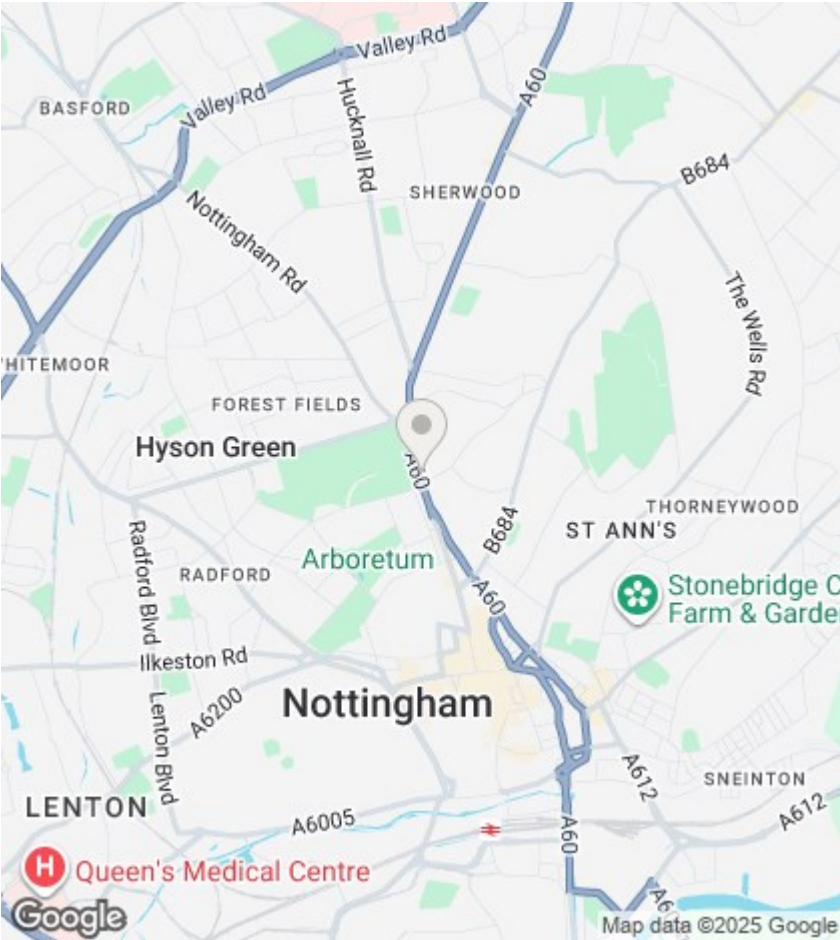 Valley Rd
A60
Valley Rd
BASFORD
Hucknall Rd
B684
SHERWOOD
Nottingham Rd
The Wells Rd
HITEMOOR
FOREST FIELDS
Hyson Green
A60
THORNEYWOOD
B684
ST ANN'S
Arboretum
Radford Blvd
RADFORD
A60
Stonebridge C
Farm & Garde
Ilkeston Rd
Lenton Blvd
A6200
Nottingham
A612
SNEINTON
LENTON
A6005
A60
A612
H
Queen's Medical Centre
Google
Map data ©2025 Google